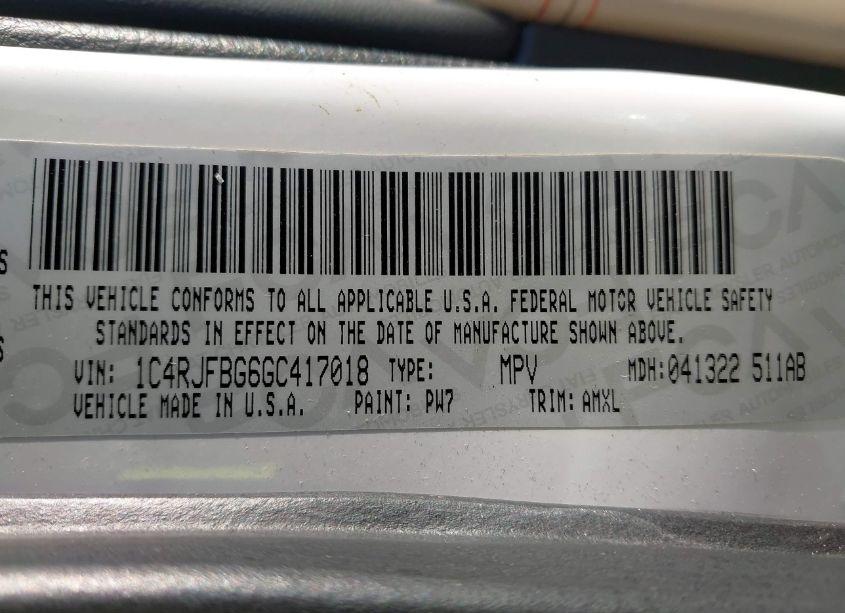 THIS VEHICLE CONFORMS TO ALL APPLICABLE U.S.A. FEDERAL MOTOR VEHICLE SAFETY
STANDARDS IN EFFECT ON THE DATE OF MANUFACTURE SHOWN ABOVE.
VIN: 1C4RJFBG6GC417018 TYPE: MPV MDH:041322 511AB
VEHICLE MADE IN U.S.A. PAINT: PW7 TRIM: AMXL